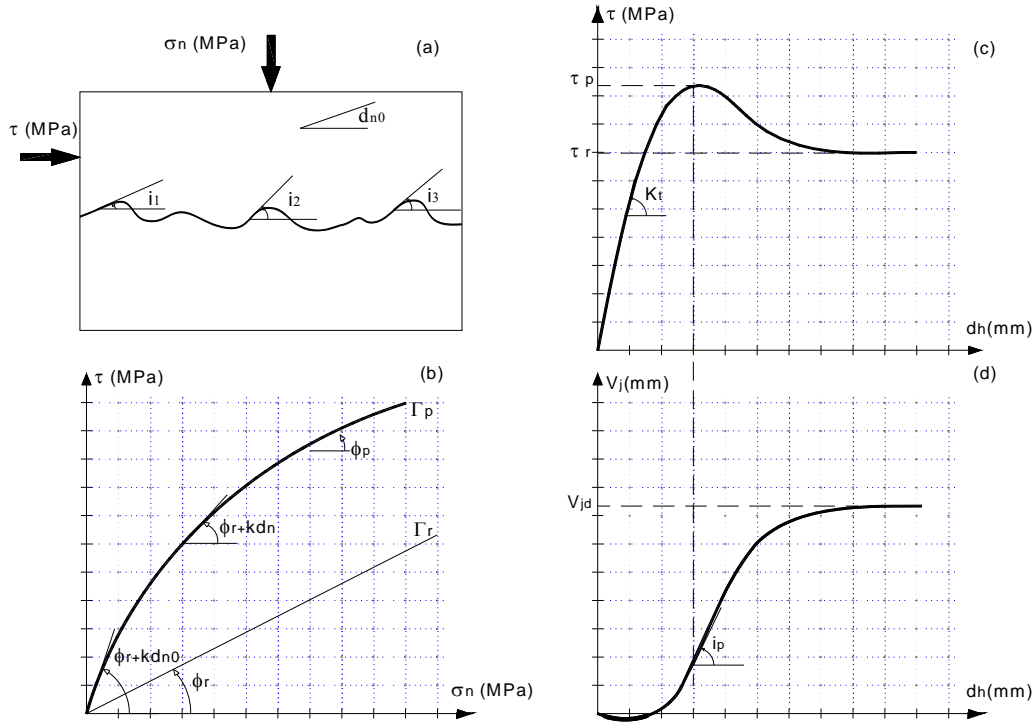 σn (MPa)
(a)
dn0
τ (MPa)
i1
i2
i3
τ (MPa)
(b)
Γp
ϕp
ϕr+kdn
Γr
ϕr+kdn0
ϕr
σn (MPa)
τ (MPa)
(c)
τ p
τ r
Kt
dh(mm)
Vj(mm)
(d)
Vjd
ip
dh(mm)